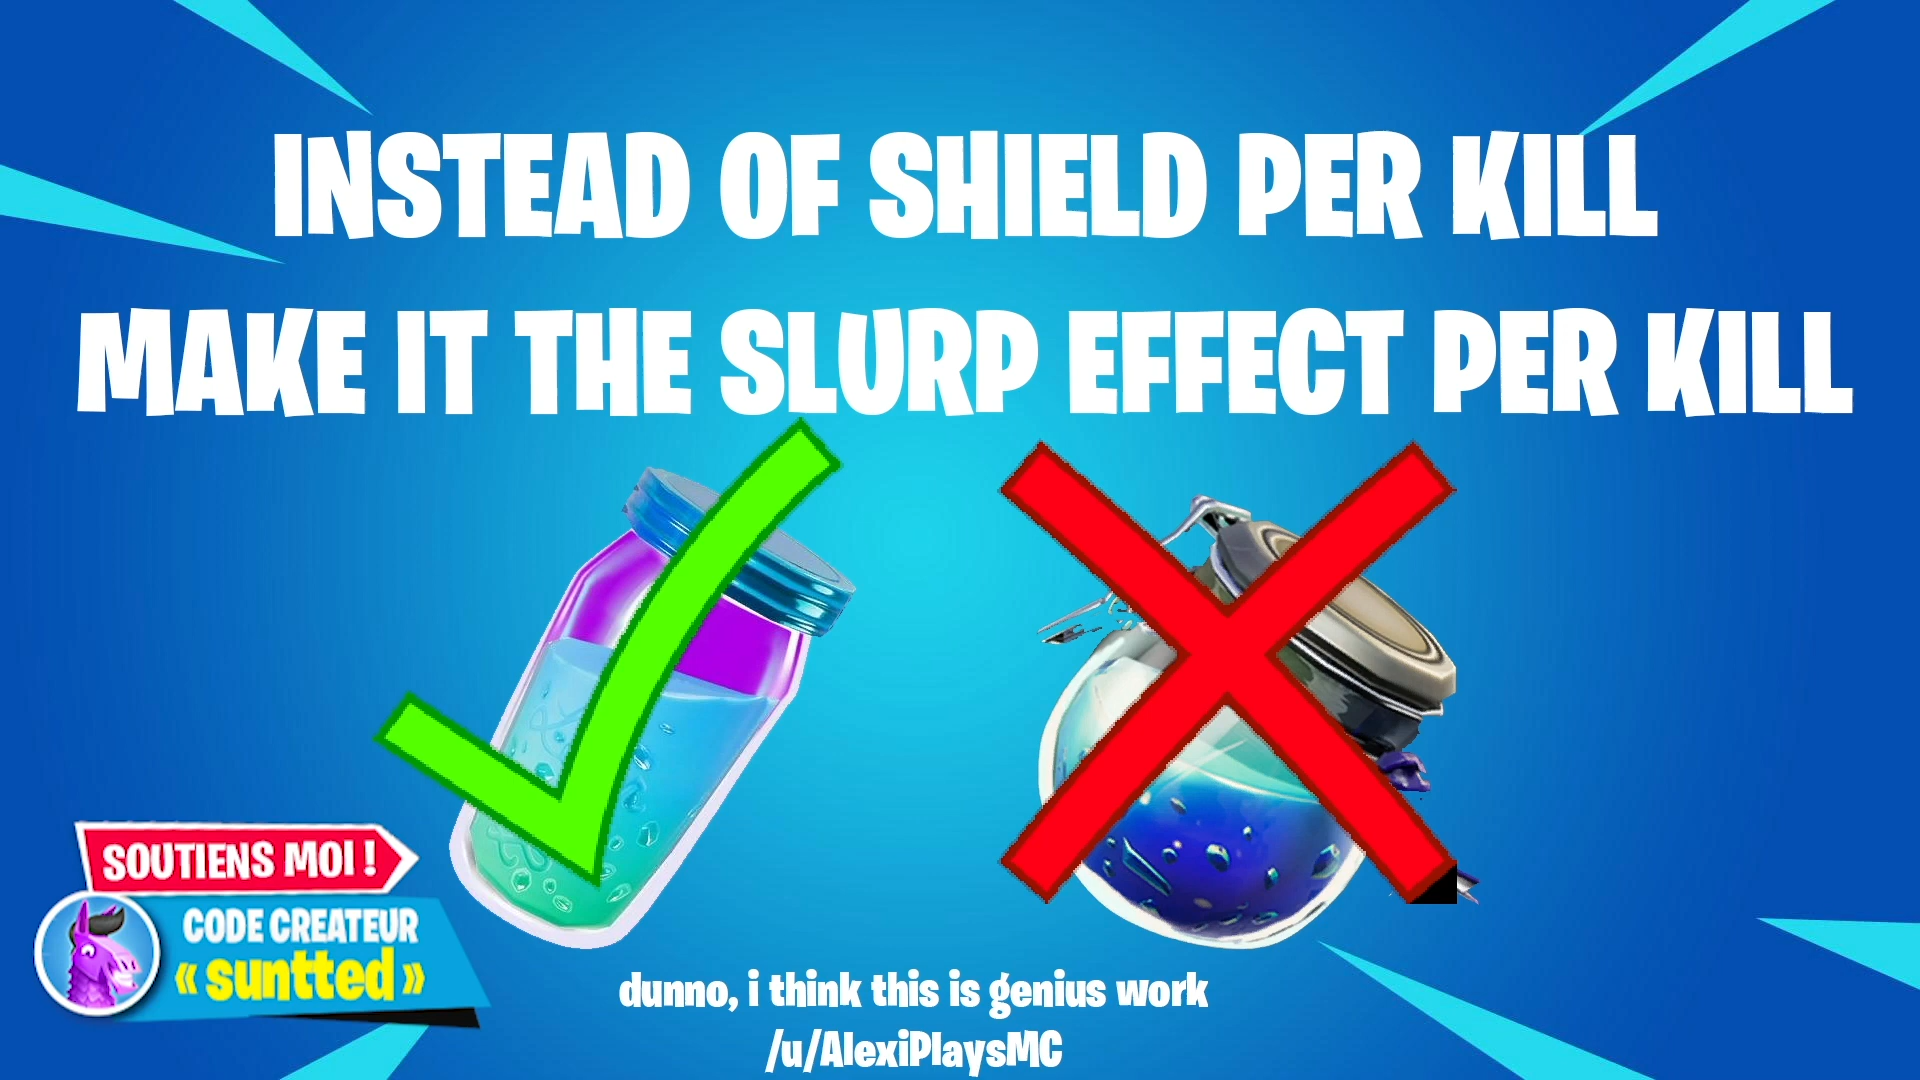 INSTEAD OF SHIELD PER KILL
MAKE IT THE SLURP EFFECT PER KILL
SOUTIENS MOI !
CODE CREATEUR
« suntted »
dunno, i think this is genius work
/u/AlexiPlaysMC